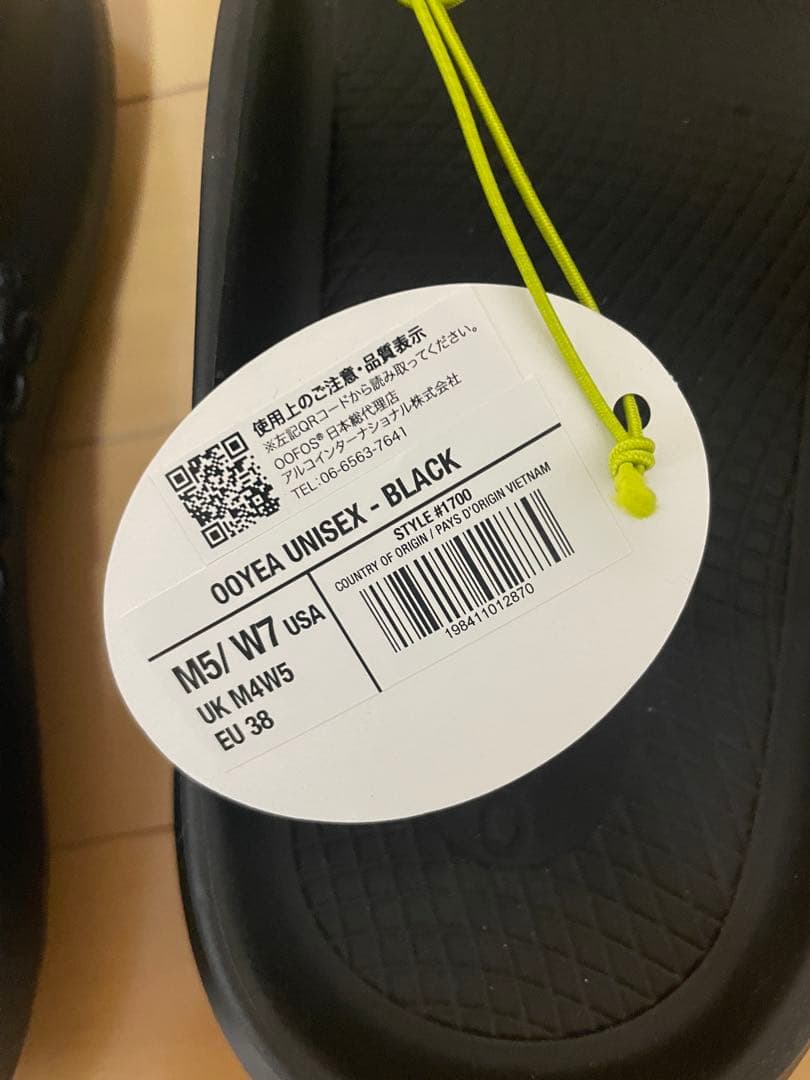 使用上のご注意・品質表示
※左記QRコードから読み取ってください。
OOFOS® 日本総代理店
アルコインターナショナル株式会社
TEL:06-6563-7641
OOYEA UNISEX - BLACK
STYLE #1700
COUNTRY OF ORIGIN / PAYS D'ORIGIN VIETNAM
198411012870
M5/ W7 USA
UK M4W5
EU 38